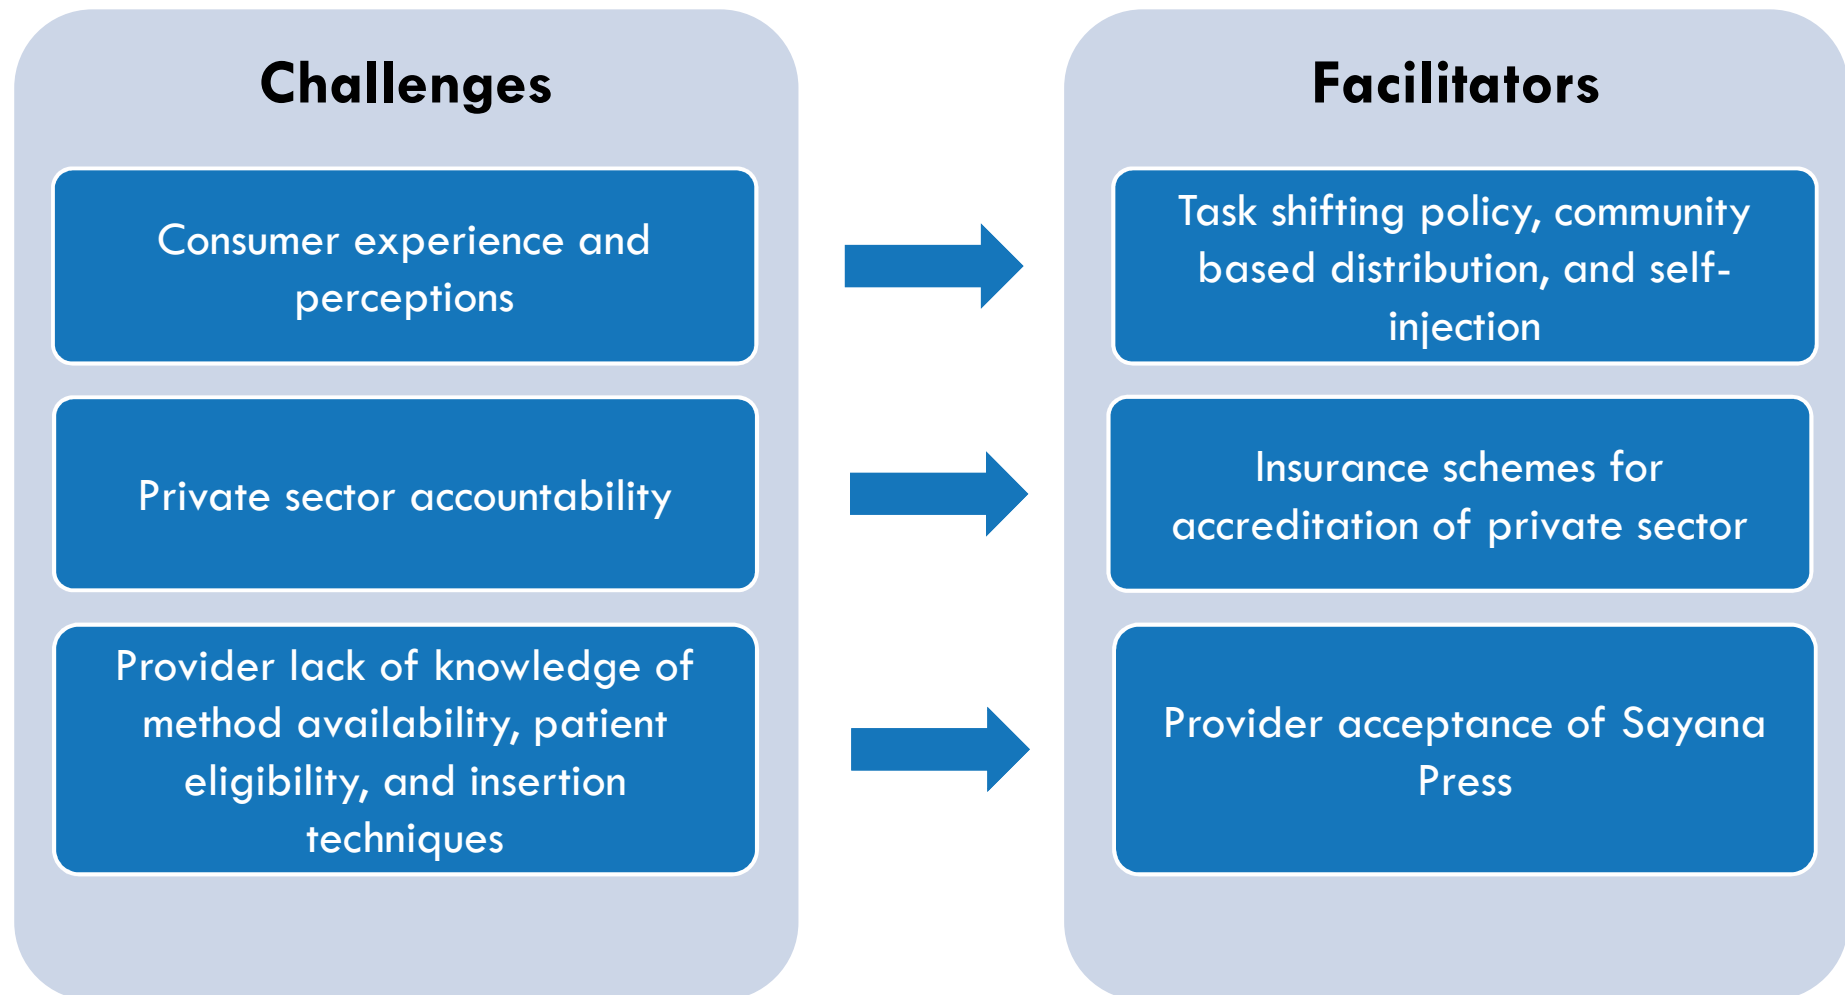 Challenges
Consumer experience and
perceptions
Private sector accountability
Provider lack of knowledge of
method availability, patient
eligibility, and insertion
techniques
Facilitators
Task shifting policy, community
based distribution, and self-
injection
Insurance schemes for
accreditation of private sector
Provider acceptance of Sayana
Press